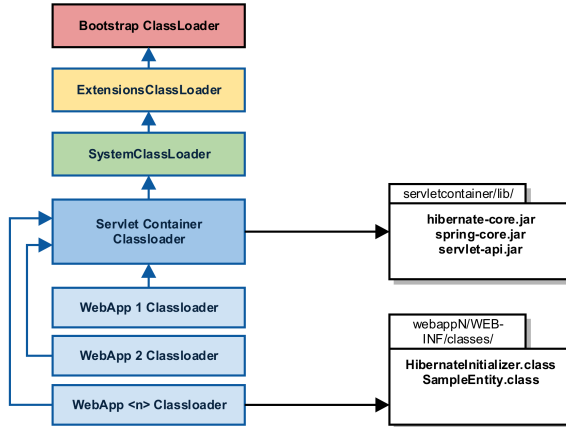 Bootstrap ClassLoader
ExtensionsClassLoader
SystemClassLoader
Servlet Container
Classloader
WebApp 1 Classloader
WebApp 2 Classloader
WebApp <n> Classloader
servletcontainer/lib/
hibernate-core.jar
spring-core.jar
servlet-api.jar
webappN/WEB-
INF/classes/
HibernateInitializer.class
SampleEntity.class